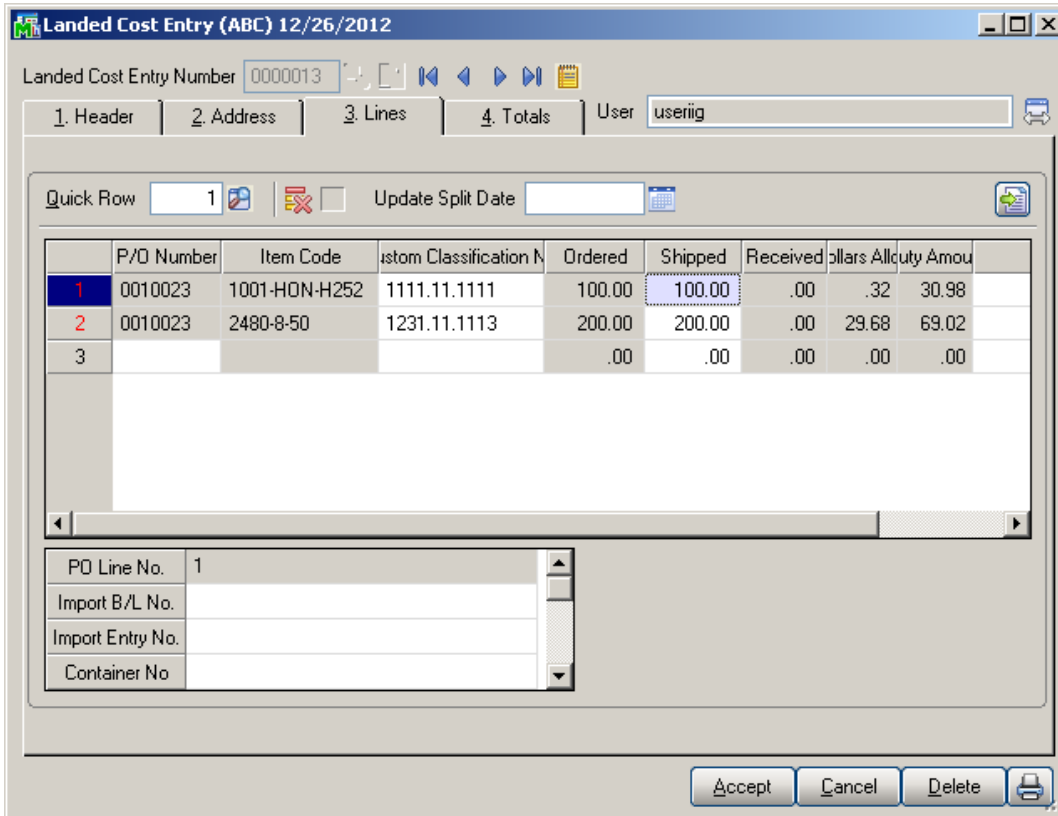 Landed Cost Entry (ABC) 12/26/2012
Landed Cost Entry Number 0000013
1. Header 2. Address 3. Lines 4. Totals User useriig
Quick Row 1 Update Split Date
P/O Number Item Code ustom Classification N Ordered Shipped Received ollars Allo uty Amou
1 0010023 1001-HON-H252 1111.11.1111 100.00 100.00 .00 .32 30.98
2 0010023 2480-8-50 1231.11.1113 200.00 200.00 .00 29.68 69.02
3 .00 .00 .00 .00 .00
PO Line No. 1
Import B/L No.
Import Entry No.
Container No
Accept Cancel Delete